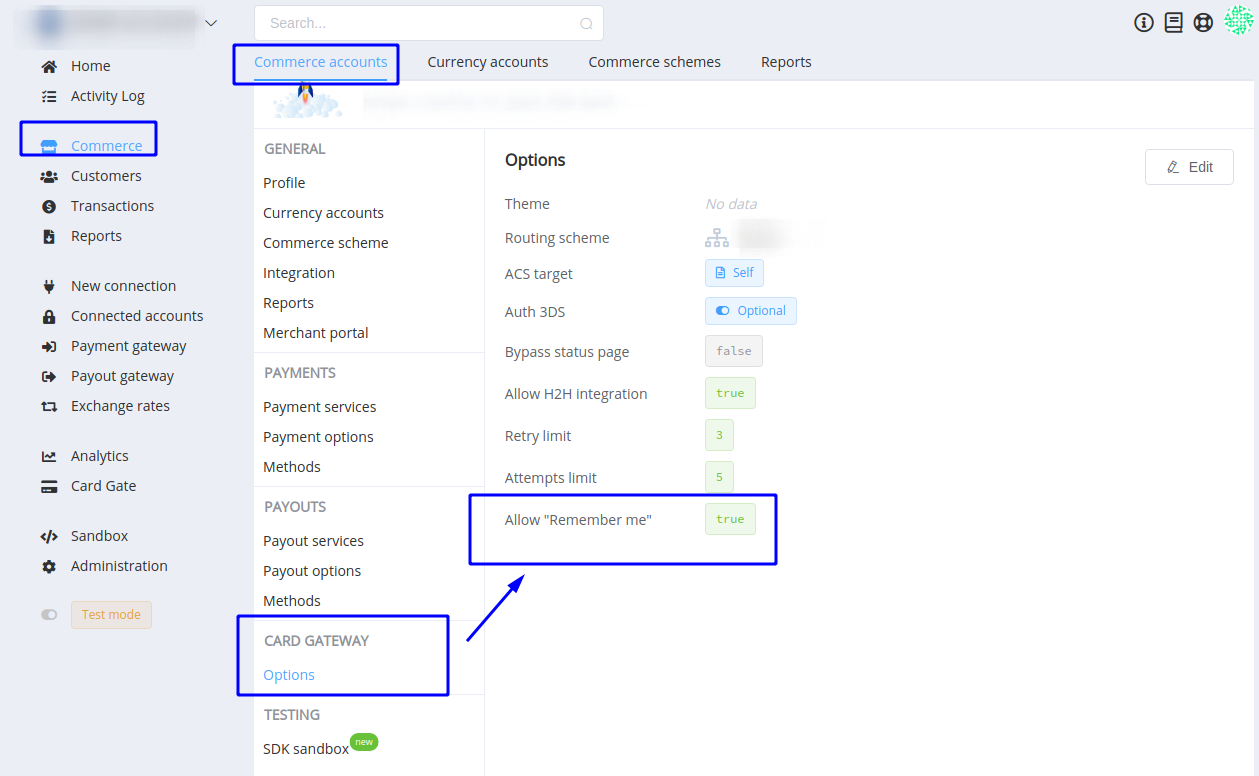 Search...
Home
Activity Log
Commerce
Customers
Transactions
Reports
New connection
Connected accounts
Payment gateway
Payout gateway
Exchange rates
Analytics
Card Gate
Sandbox
Administration
Test mode
Commerce accounts Currency accounts Commerce schemes Reports
GENERAL
Profile
Currency accounts
Commerce scheme
Integration
Reports
Merchant portal
PAYMENTS
Payment services
Payment options
Methods
PAYOUTS
Payout services
Payout options
Methods
CARD GATEWAY
Options
TESTING
SDK sandbox new
Options
Edit
Theme No data
Routing scheme
ACS target Self
Auth 3DS Optional
Bypass status page false
Allow H2H integration true
Retry limit 3
Attempts limit 5
Allow "Remember me" true